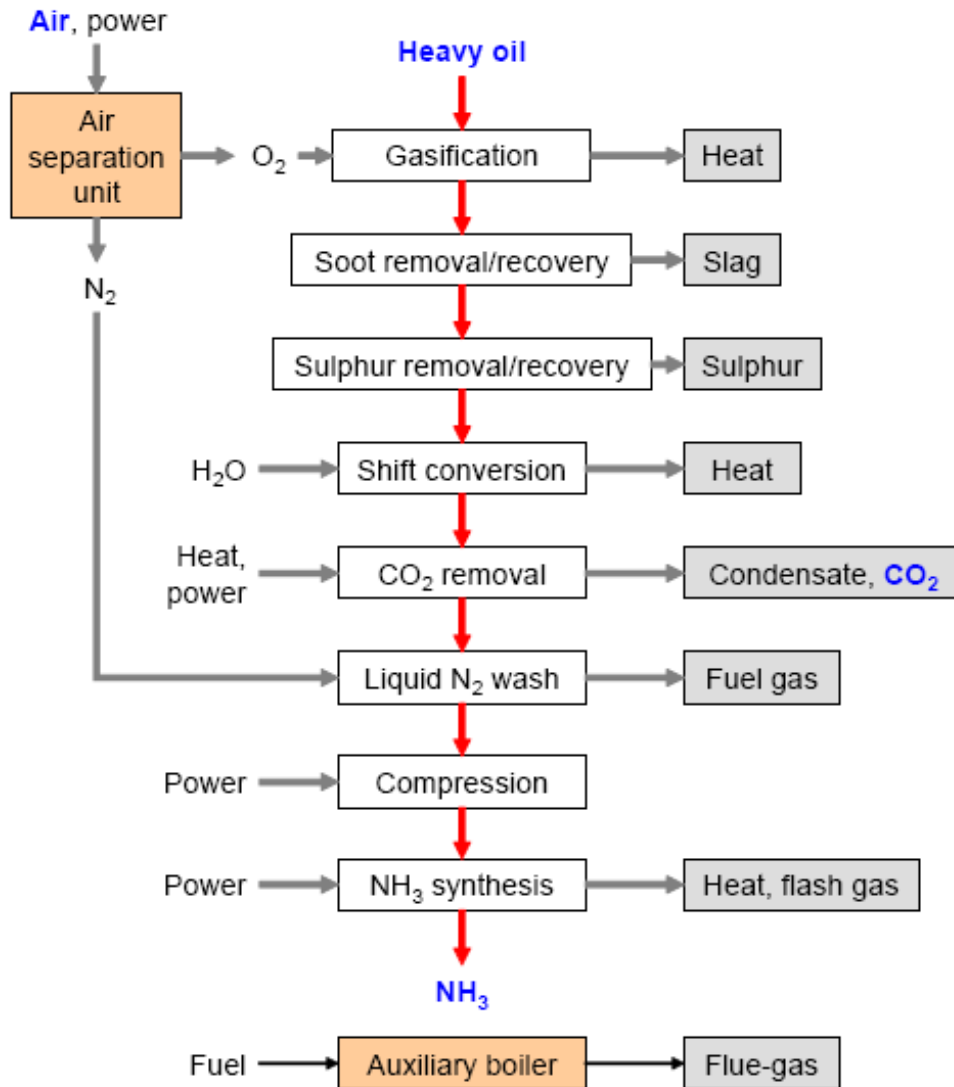 Air, power
Heavy oil
Air
separation
unit
O₂
Gasification
Heat
Soot removal/recovery
Slag
N₂
Sulphur removal/recovery
Sulphur
H₂O
Shift conversion
Heat
Heat,
power
CO₂ removal
Condensate, CO₂
Liquid N₂ wash
Fuel gas
Power
Compression
Power
NH₃ synthesis
Heat, flash gas
NH₃
Fuel
Auxiliary boiler
Flue-gas